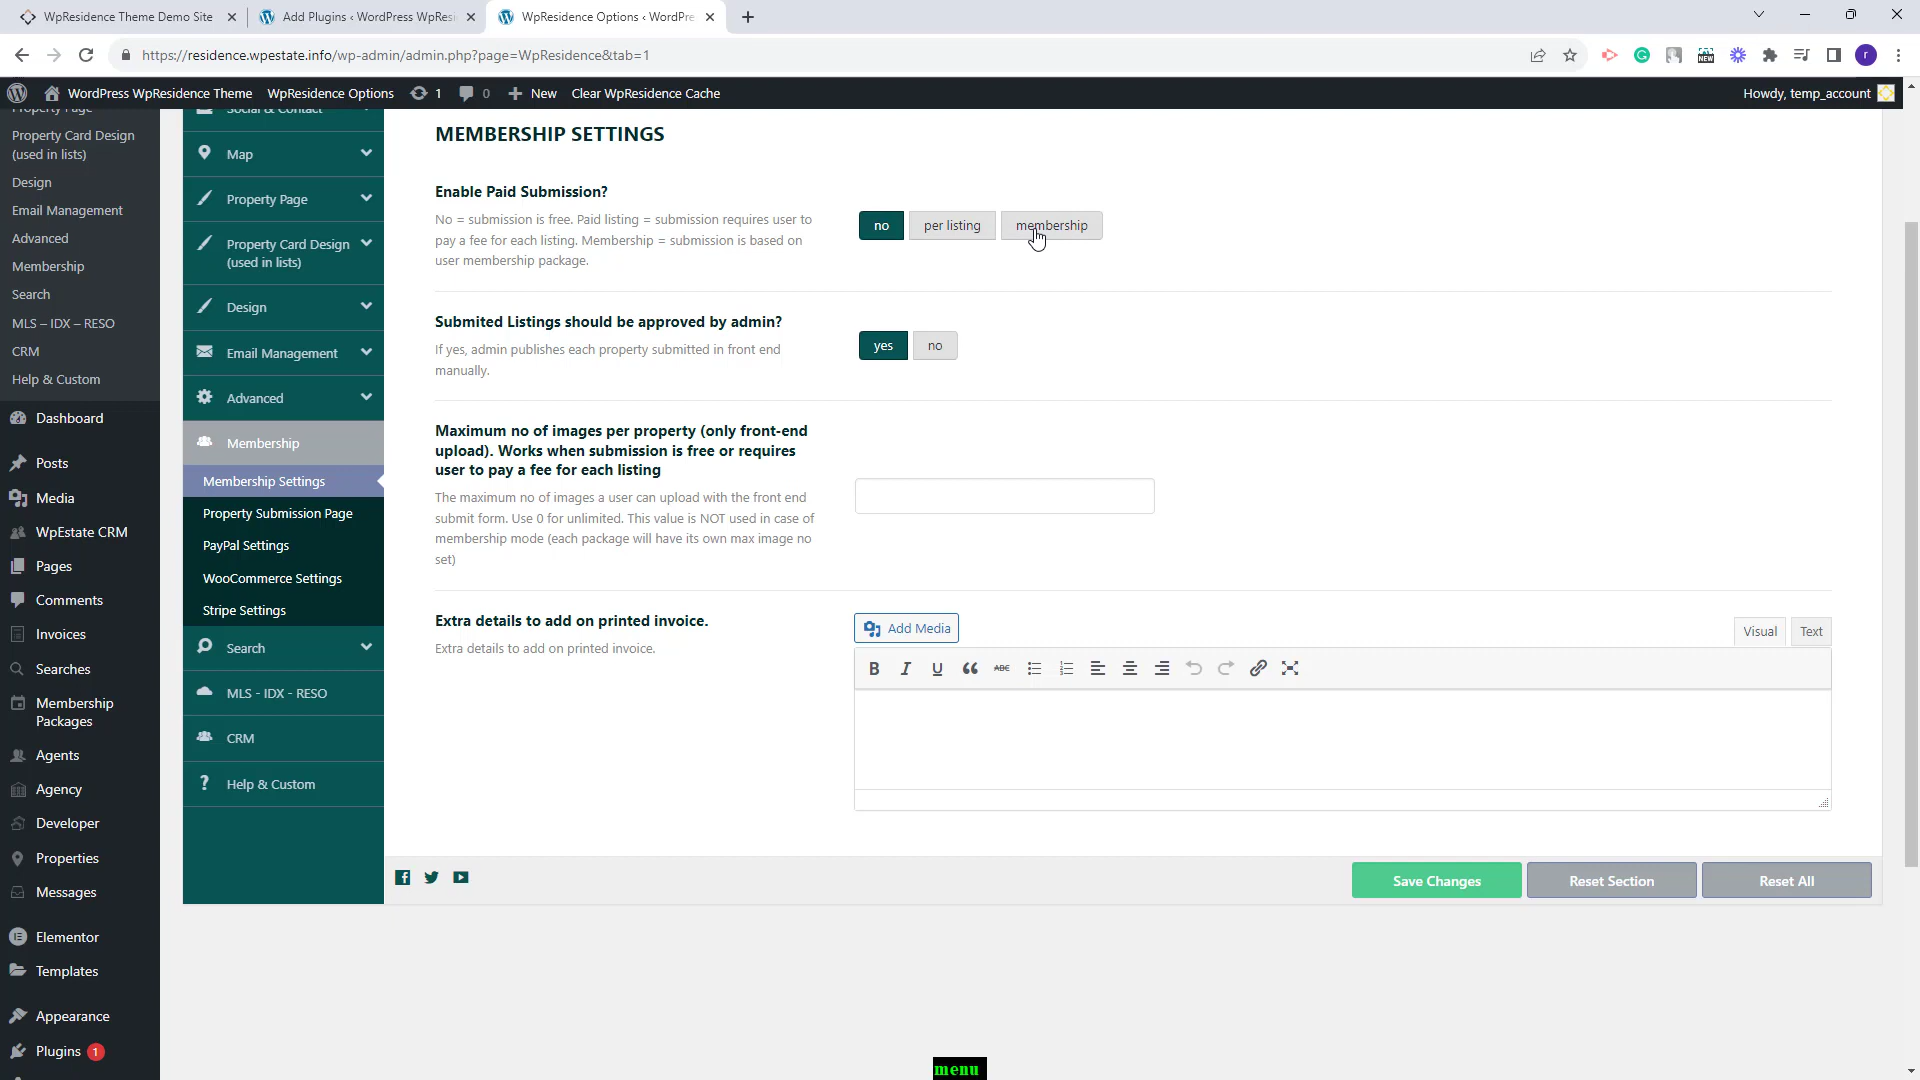 WpResidence Theme Demo Site
Add Plugins ‹ WordPress WpResi
WpResidence Options ‹ WordPre
https://residence.wpestate.info/wp-admin/admin.php?page=WpResidence&tab=1
NEW
r
WordPress WpResidence Theme
WpResidence Options
1
0
New
Clear WpResidence Cache
Howdy, temp_account
Property Page
Property Card Design
(used in lists)
Design
Email Management
Advanced
Membership
Search
MLS – IDX – RESO
CRM
Help & Custom
Dashboard
Posts
Media
WpEstate CRM
Pages
Comments
Invoices
Searches
Membership
Packages
Agents
Agency
Developer
Properties
Messages
Elementor
Templates
Appearance
Plugins 1
Social & Contact
Map
Property Page
Property Card Design
(used in lists)
Design
Email Management
Advanced
Membership
Membership Settings
Property Submission Page
PayPal Settings
WooCommerce Settings
Stripe Settings
Search
MLS - IDX - RESO
CRM
Help & Custom
MEMBERSHIP SETTINGS
Enable Paid Submission?
No = submission is free. Paid listing = submission requires user to
pay a fee for each listing. Membership = submission is based on
user membership package.
no
per listing
membership
Submited Listings should be approved by admin?
If yes, admin publishes each property submitted in front end
manually.
yes
no
Maximum no of images per property (only front-end
upload). Works when submission is free or requires
user to pay a fee for each listing
The maximum no of images a user can upload with the front end
submit form. Use 0 for unlimited. This value is NOT used in case of
membership mode (each package will have its own max image no
set)
Extra details to add on printed invoice.
Extra details to add on printed invoice.
Add Media
Visual
Text
B I U ABC
Save Changes
Reset Section
Reset All
menu